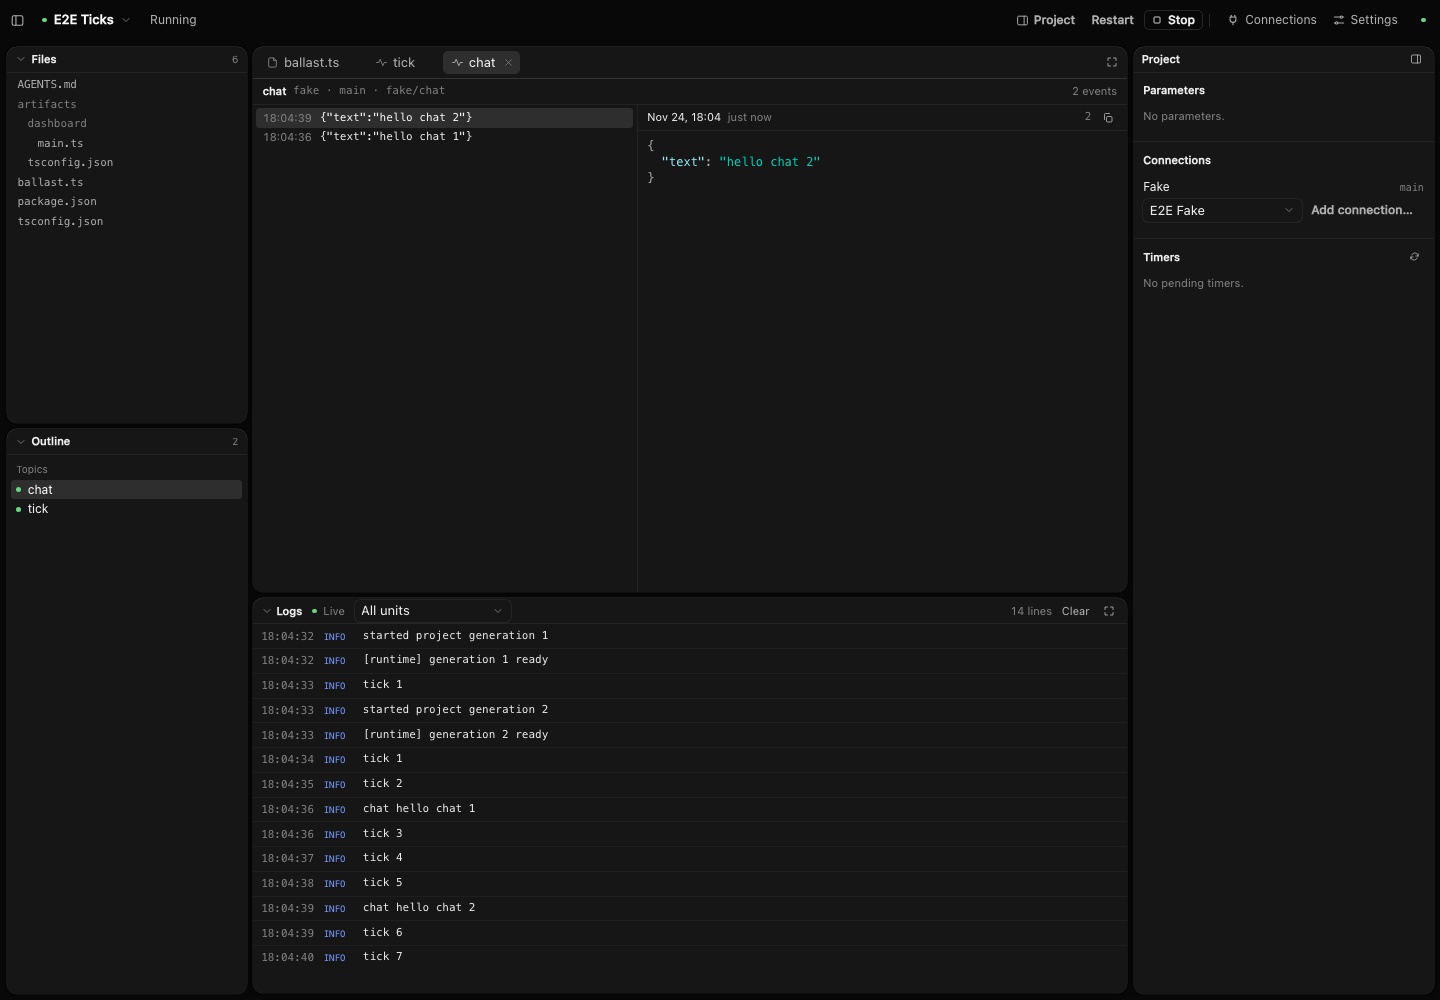 E2E Ticks Running Project Restart Stop Connections Settings
Files 6
AGENTS.md
artifacts
dashboard
main.ts
tsconfig.json
ballast.ts
package.json
tsconfig.json
Outline 2
Topics
chat
tick
ballast.ts tick chat
chat fake · main · fake/chat 2 events
18:04:39 {"text":"hello chat 2"}
18:04:36 {"text":"hello chat 1"}
Nov 24, 18:04 just now 2
{
"text": "hello chat 2"
}
Logs Live All units 14 lines Clear
18:04:32 INFO started project generation 1
18:04:32 INFO [runtime] generation 1 ready
18:04:33 INFO tick 1
18:04:33 INFO started project generation 2
18:04:33 INFO [runtime] generation 2 ready
18:04:34 INFO tick 1
18:04:35 INFO tick 2
18:04:36 INFO chat hello chat 1
18:04:36 INFO tick 3
18:04:37 INFO tick 4
18:04:38 INFO tick 5
18:04:39 INFO chat hello chat 2
18:04:39 INFO tick 6
18:04:40 INFO tick 7
Project
Parameters
No parameters.
Connections
Fake main
E2E Fake Add connection...
Timers
No pending timers.